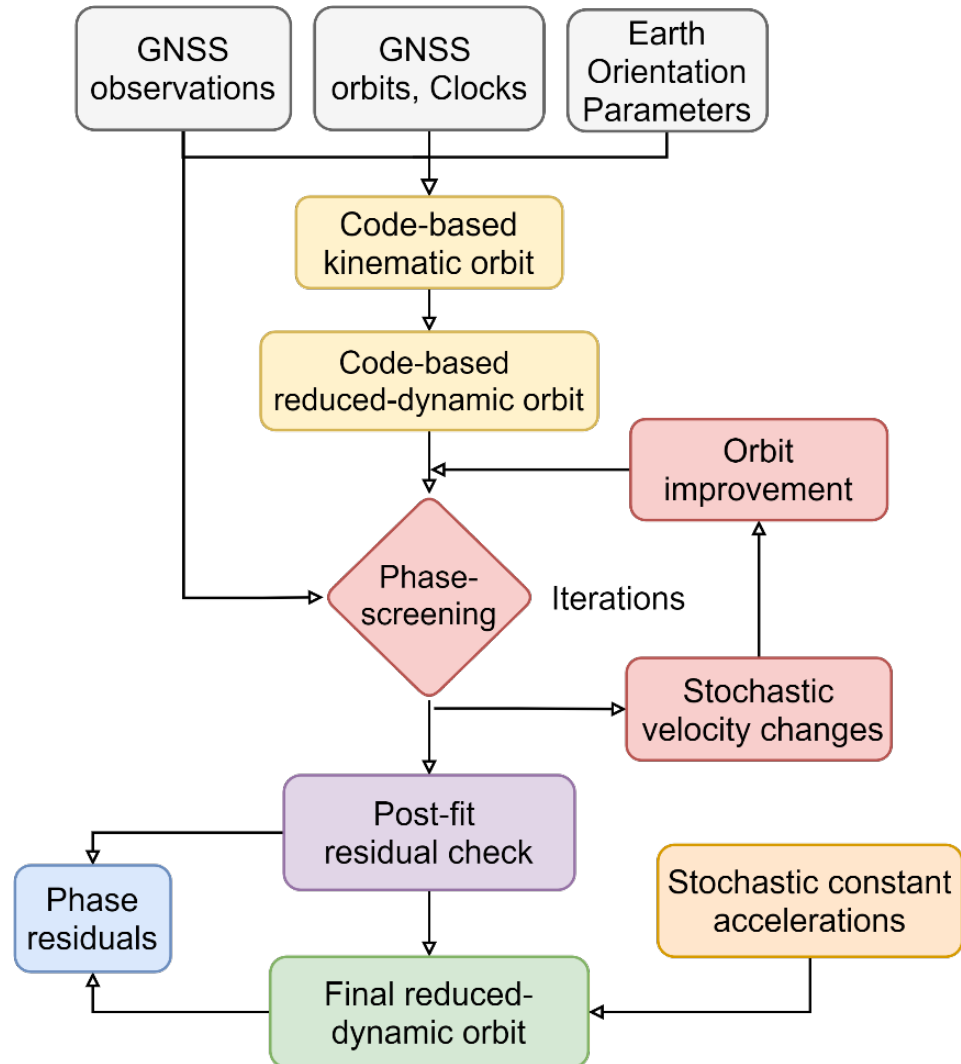 GNSS
observations
GNSS
orbits, Clocks
Earth
Orientation
Parameters
Code-based
kinematic orbit
Code-based
reduced-dynamic orbit
Orbit
improvement
Phase-
screening
Iterations
Stochastic
velocity changes
Post-fit
residual check
Phase
residuals
Stochastic constant
accelerations
Final reduced-
dynamic orbit